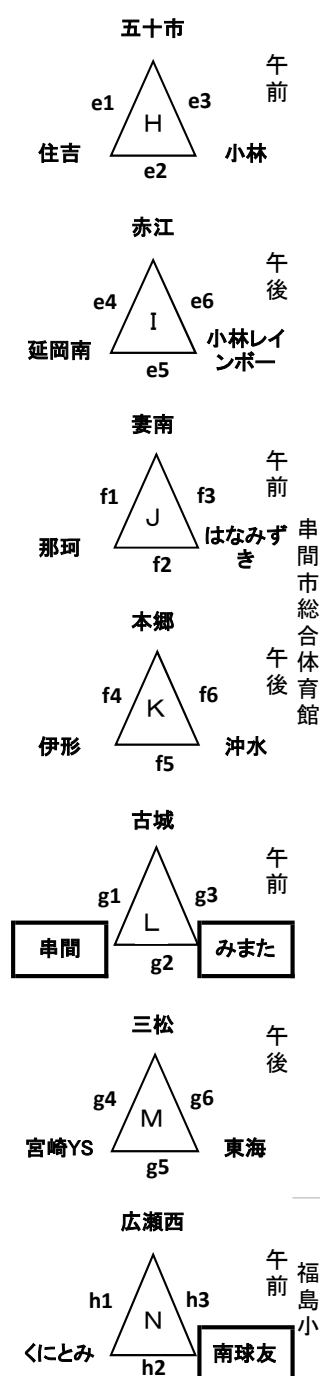 五十市
午前
e1
e3
H
住吉
小林
e2
赤江
午後
e4
e6
I
延岡南
小林レイ
ンボー
e5
妻南
午前
f1
f3
J
那珂
はなみず
き
f2
串間市総合体育館
本郷
午後
f4
f6
K
伊形
沖水
f5
古城
午前
g1
g3
L
串間
みまた
g2
三松
午後
g4
g6
M
宮崎YS
東海
g5
広瀬西
午前
福島小
h1
h3
N
くにとみ
南球友
h2